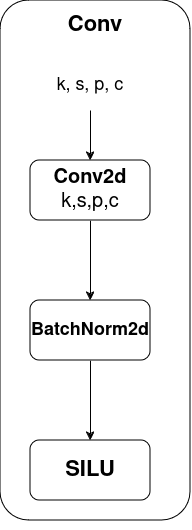 Conv
k, s, p, c
Conv2d
k,s,p,c
BatchNorm2d
SILU